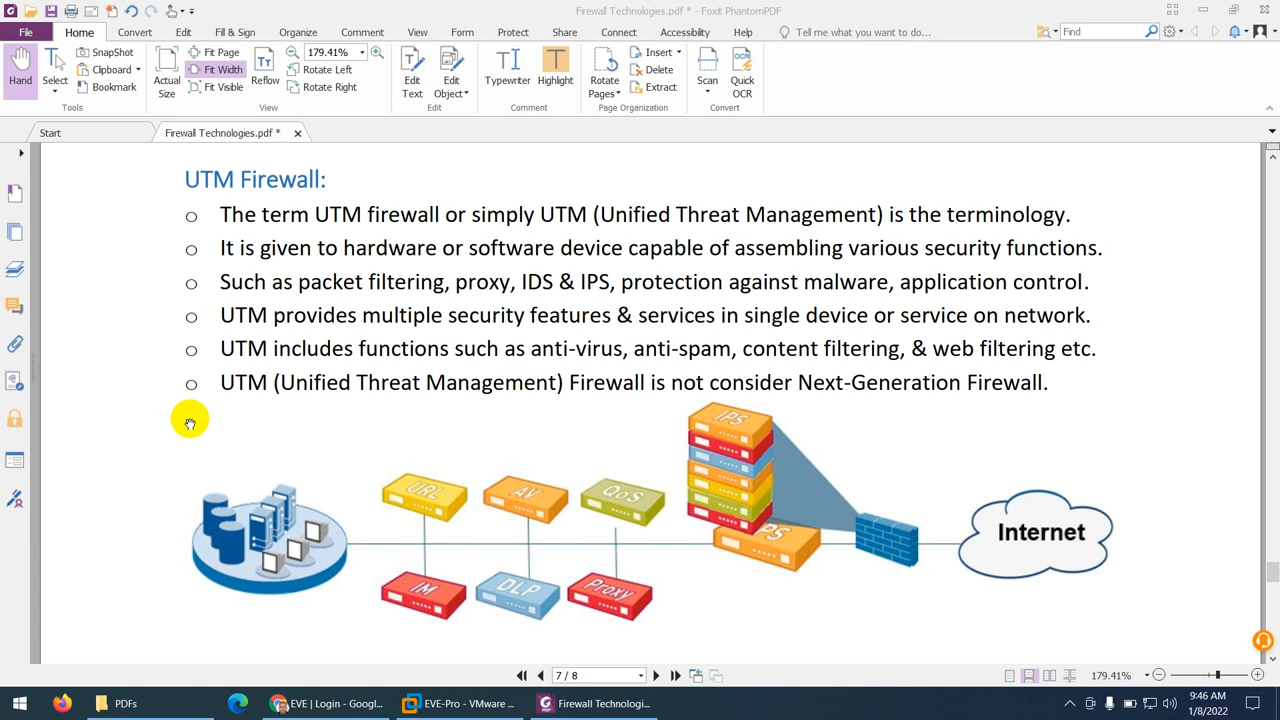 Firewall Technologies.pdf * - Foxit PhantomPDF
File Home Convert Fill & Sign Organize Comment View Form Protect Share Connect Accessibility Help Tell me what you want to do... Find
Hand
Select
SnapShot
Clipboard
Bookmark
Tools
Actual Size
Fit Page
Fit Width
Fit Visible
Reflow
179.41%
Rotate Left
Rotate Right
View
Edit Text
Edit Object
Edit
Typewriter
Highlight
Comment
Rotate Pages
Insert
Delete
Extract
Page Organization
Scan
Quick OCR
Convert
Start Firewall Technologies.pdf *
UTM Firewall:
o The term UTM firewall or simply UTM (Unified Threat Management) is the terminology.
o It is given to hardware or software device capable of assembling various security functions.
o Such as packet filtering, proxy, IDS & IPS, protection against malware, application control.
o UTM provides multiple security features & services in single device or service on network.
o UTM includes functions such as anti-virus, anti-spam, content filtering, & web filtering etc.
o UTM (Unified Threat Management) Firewall is not consider Next-Generation Firewall.
IPS
URL AV QoS
PS
Internet
IM DLP Proxy
7 / 8 179.41%
PDFs EVE | Login - Googl... EVE-Pro - VMware ... Firewall Technologi...
9:46 AM
1/8/2022